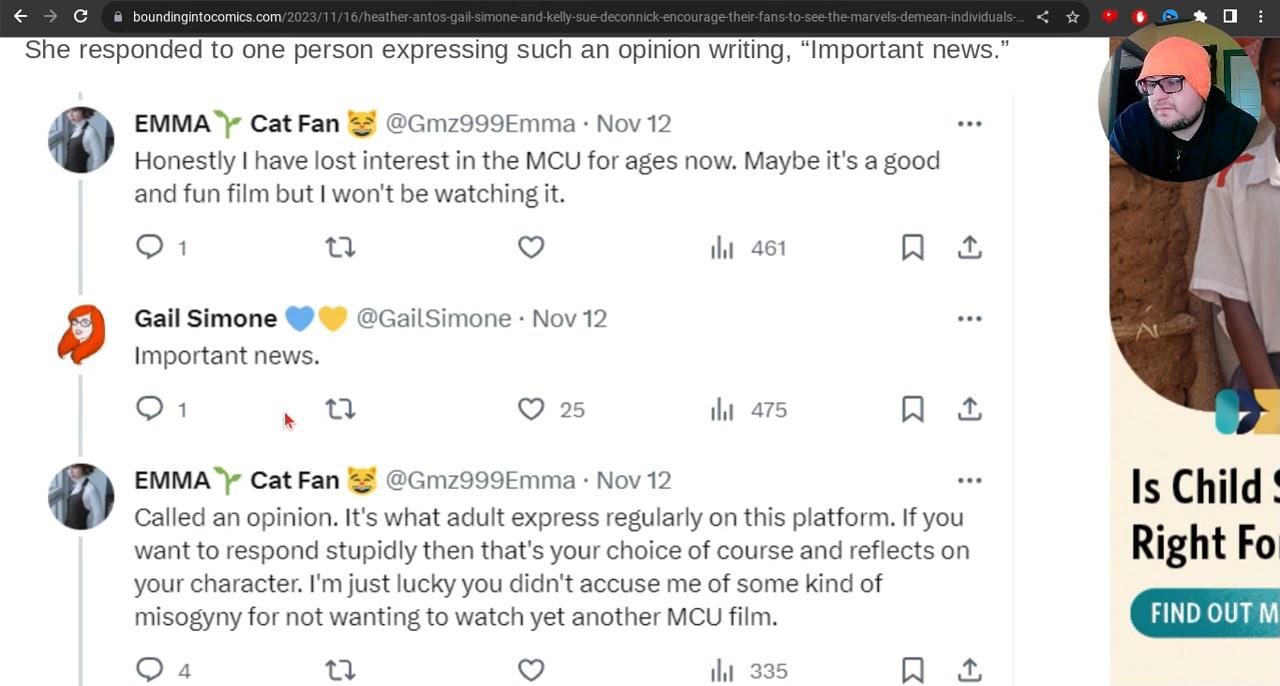 boundingintocomics.com/2023/11/16/heather-antos-gail-simone-and-kelly-sue-deconnick-encourage-their-fans-to-see-the-marvels-demean-individuals-...
She responded to one person expressing such an opinion writing, “Important news.”
EMMA🌱 Cat Fan 😸 @Gmz999Emma · Nov 12
Honestly I have lost interest in the MCU for ages now. Maybe it's a good
and fun film but I won't be watching it.
1 461
Gail Simone 💙💛 @GailSimone · Nov 12
Important news.
1 25 475
EMMA🌱 Cat Fan 😸 @Gmz999Emma · Nov 12
Called an opinion. It's what adult express regularly on this platform. If you
want to respond stupidly then that's your choice of course and reflects on
your character. I'm just lucky you didn't accuse me of some kind of
misogyny for not wanting to watch yet another MCU film.
4 335
Is Child S
Right Fo
FIND OUT M